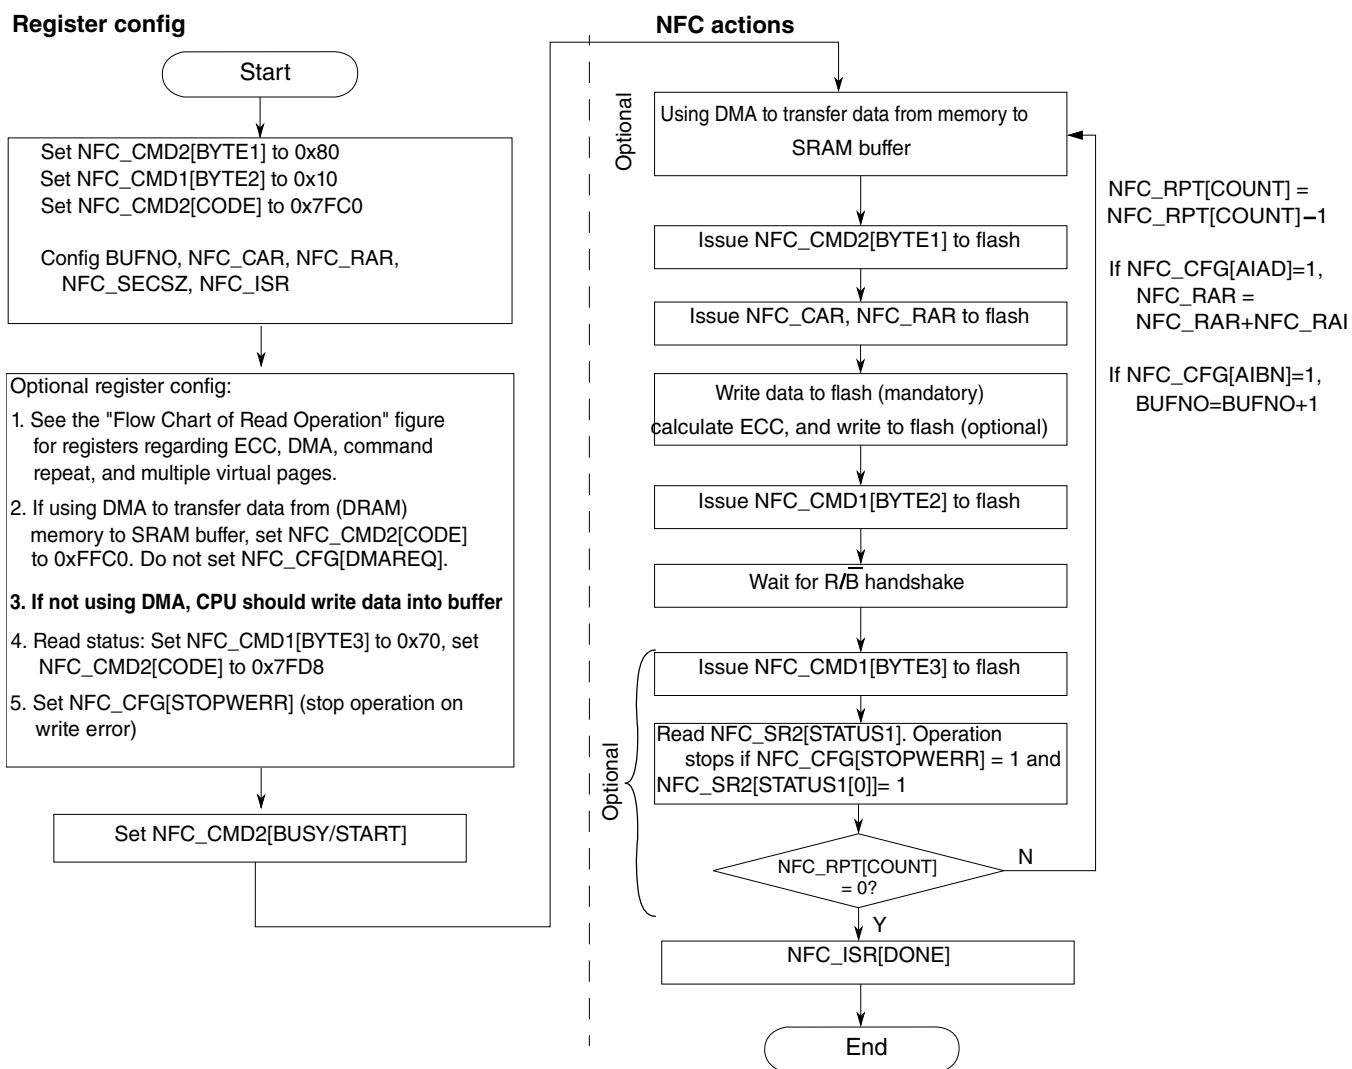 Register config
Start
Set NFC_CMD2[BYTE1] to 0x80
Set NFC_CMD1[BYTE2] to 0x10
Set NFC_CMD2[CODE] to 0x7FC0
Config BUFNO, NFC_CAR, NFC_RAR,
NFC_SECSZ, NFC_ISR
Optional register config:
1. See the "Flow Chart of Read Operation" figure
for registers regarding ECC, DMA, command
repeat, and multiple virtual pages.
2. If using DMA to transfer data from (DRAM)
memory to SRAM buffer, set NFC_CMD2[CODE]
to 0xFFC0. Do not set NFC_CFG[DMAREQ].
3. If not using DMA, CPU should write data into buffer
4. Read status: Set NFC_CMD1[BYTE3] to 0x70, set
NFC_CMD2[CODE] to 0x7FD8
5. Set NFC_CFG[STOPWERR] (stop operation on
write error)
Set NFC_CMD2[BUSY/START]
NFC actions
Optional
Using DMA to transfer data from memory to
SRAM buffer
Issue NFC_CMD2[BYTE1] to flash
Issue NFC_CAR, NFC_RAR to flash
Write data to flash (mandatory)
calculate ECC, and write to flash (optional)
Issue NFC_CMD1[BYTE2] to flash
Wait for R/B̅ handshake
Optional
Issue NFC_CMD1[BYTE3] to flash
Read NFC_SR2[STATUS1]. Operation
stops if NFC_CFG[STOPWERR] = 1 and
NFC_SR2[STATUS1[0]]= 1
NFC_RPT[COUNT]
= 0?
N
Y
NFC_ISR[DONE]
End
NFC_RPT[COUNT] =
NFC_RPT[COUNT]–1
If NFC_CFG[AIAD]=1,
NFC_RAR =
NFC_RAR+NFC_RAI
If NFC_CFG[AIBN]=1,
BUFNO=BUFNO+1